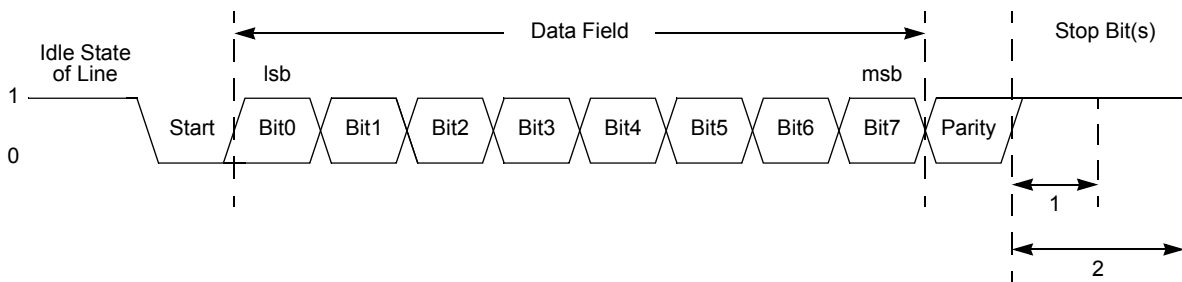 Data Field
Stop Bit(s)
Idle State
of Line
lsb
msb
1
Start
Bit0
Bit1
Bit2
Bit3
Bit4
Bit5
Bit6
Bit7
Parity
0
1
2